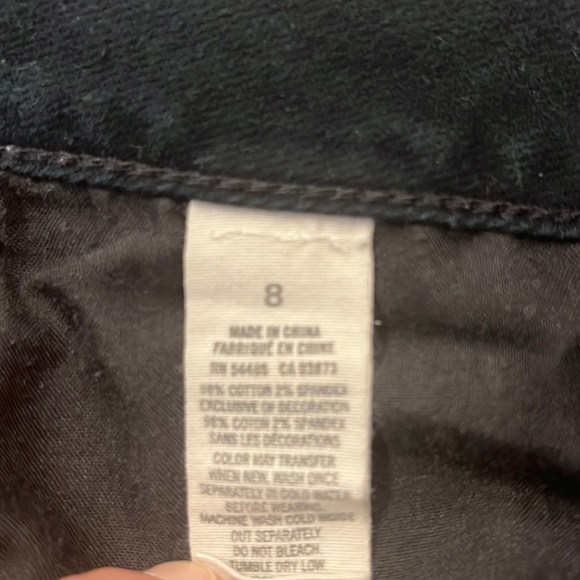 8
MADE IN CHINA
FABRIQUÉ EN CHINE
RN 54485 CA 03873
98% COTTON 2% SPANDEX
EXCLUSIVE OF DECORATION
98% COTON 2% SPANDEX
SANS LES DÉCORATIONS
COLOR MAY TRANSFER
WHEN NEW, WASH ONCE
SEPARATELY IN COLD WATER
BEFORE WEARING.
MACHINE WASH COLD INSIDE
OUT SEPARATELY
DO NOT BLEACH
TUMBLE DRY LOW